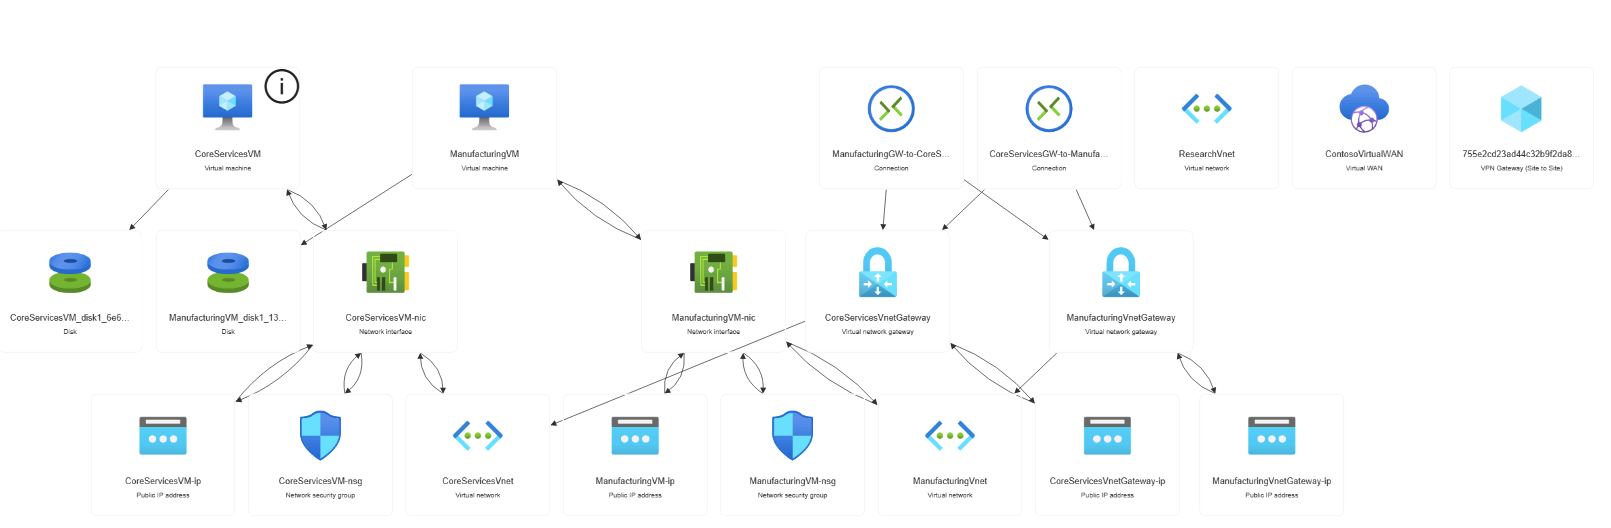 CoreServicesVM
Virtual machine
ManufacturingVM
Virtual machine
ManufacturingGW-to-CoreS...
Connection
CoreServicesGW-to-Manufa...
Connection
ResearchVnet
Virtual network
ContosoVirtualWAN
Virtual WAN
755e2cd23ad44c32b9f2da8...
VPN Gateway (Site to Site)
CoreServicesVM_disk1_6e6...
Disk
ManufacturingVM_disk1_13...
Disk
CoreServicesVM-nic
Network interface
ManufacturingVM-nic
Network interface
CoreServicesVnetGateway
Virtual network gateway
ManufacturingVnetGateway
Virtual network gateway
CoreServicesVM-ip
Public IP address
CoreServicesVM-nsg
Network security group
CoreServicesVnet
Virtual network
ManufacturingVM-ip
Public IP address
ManufacturingVM-nsg
Network security group
ManufacturingVnet
Virtual network
CoreServicesVnetGateway-ip
Public IP address
ManufacturingVnetGateway-ip
Public IP address